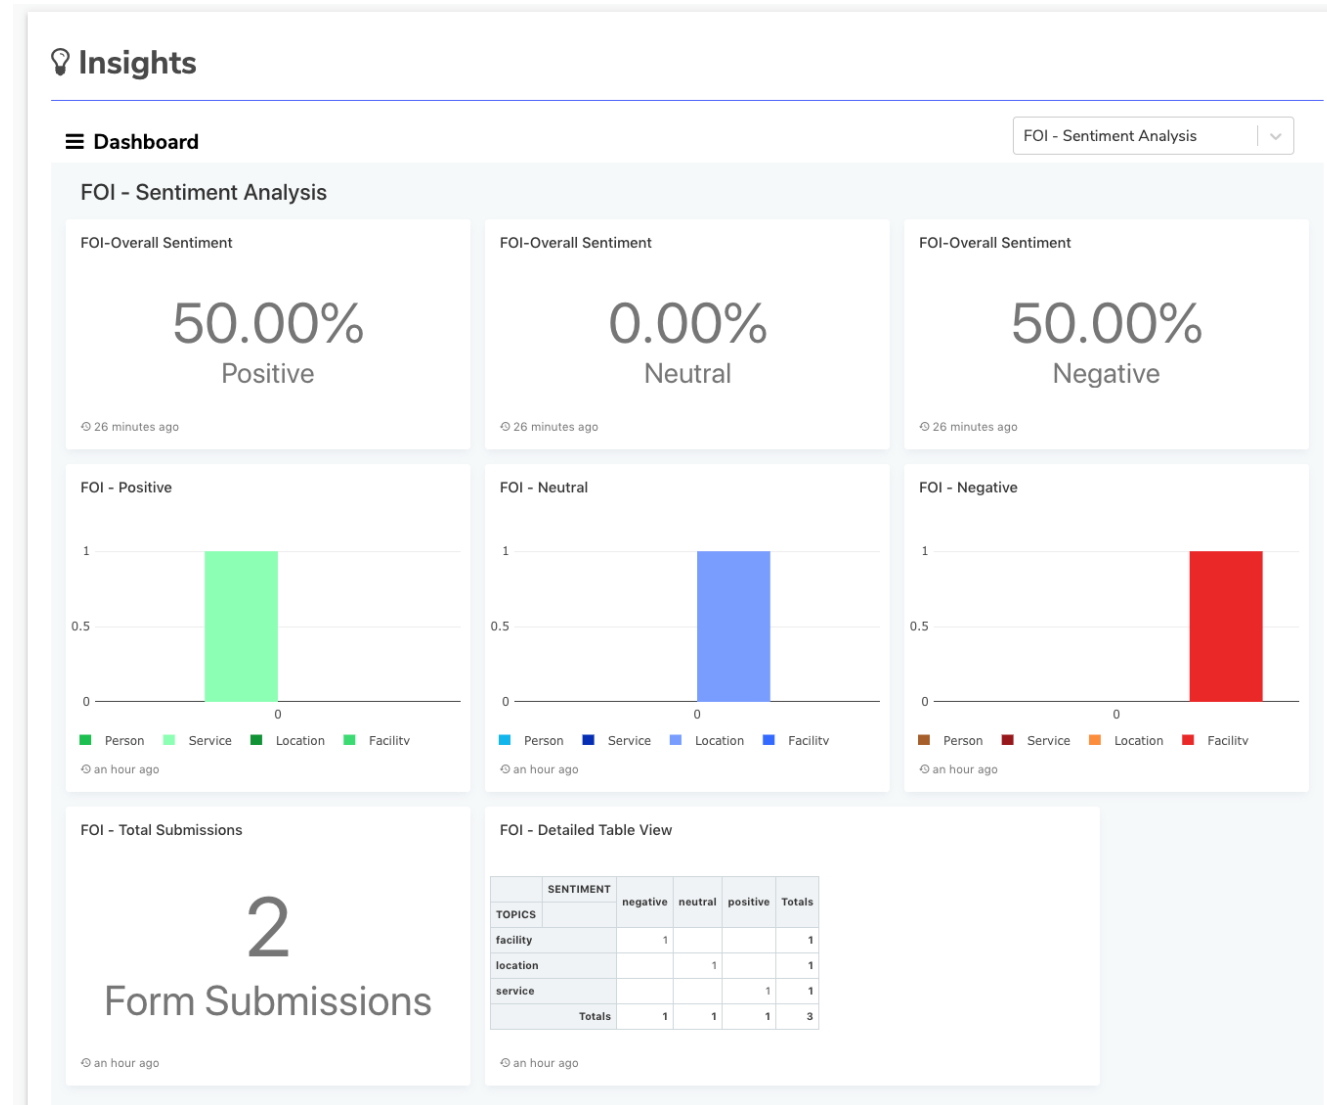 Insights
Dashboard
FOI - Sentiment Analysis
FOI - Sentiment Analysis
FOI-Overall Sentiment
50.00%
Positive
26 minutes ago
FOI-Overall Sentiment
0.00%
Neutral
26 minutes ago
FOI-Overall Sentiment
50.00%
Negative
26 minutes ago
FOI - Positive
1
0.5
0
0
Person Service Location Facility
an hour ago
FOI - Neutral
1
0.5
0
0
Person Service Location Facility
an hour ago
FOI - Negative
1
0.5
0
0
Person Service Location Facility
an hour ago
FOI - Total Submissions
2
Form Submissions
an hour ago
FOI - Detailed Table View
SENTIMENT negative neutral positive Totals
TOPICS
facility 1 1
location 1 1
service 1 1
Totals 1 1 1 3
an hour ago